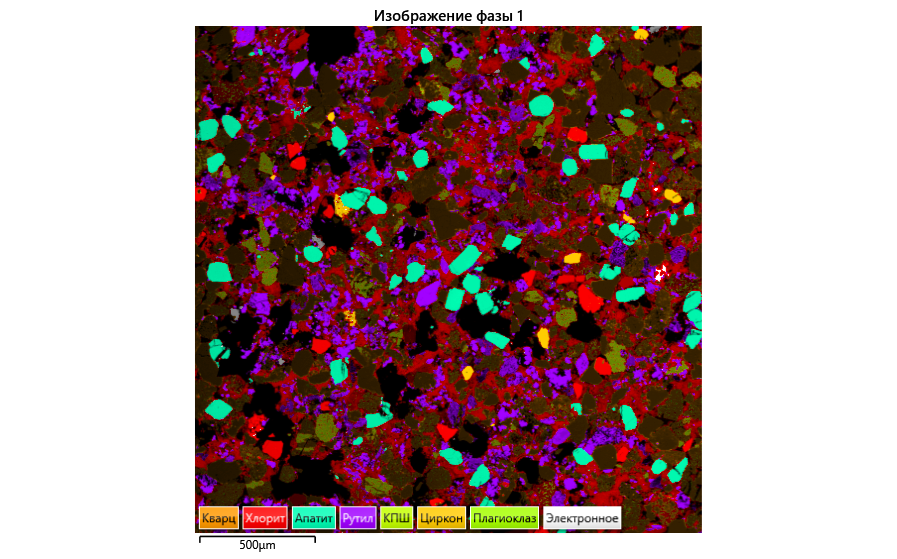 Изображение фазы 1
Кварц Хлорит Апатит Рутил КПШ Циркон Плагиоклаз Электронное
500µm